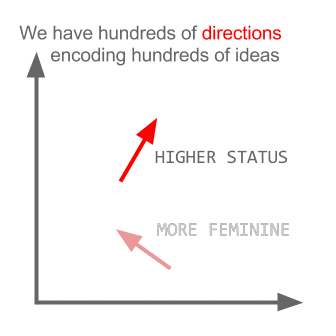 We have hundreds of directions
encoding hundreds of ideas
HIGHER STATUS
MORE FEMININE